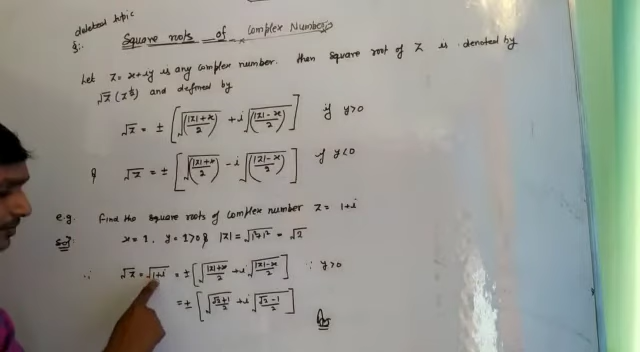 deleted topic
Q:. Square roots of Complex Numbers
Let z = x+iy is any complex number. then square root of z is denoted by
√z (z^½) and defined by
√z = ± [ √((|z|+x)/2) + i √((|z|-x)/2) ] if y>0
& √z = ± [ √((|z|+x)/2) - i √((|z|-x)/2) ] if y<0
e.g. find the square roots of complex number z = 1+i
Sol: x=1, y=1>0 & |z| = √(1²+1²) = √2
∴ √z = √(1+i) = ± [ √((|z|+x)/2) + i √((|z|-x)/2) ] ∵ y>0
= ± [ √((√2+1)/2) + i √((√2-1)/2) ]